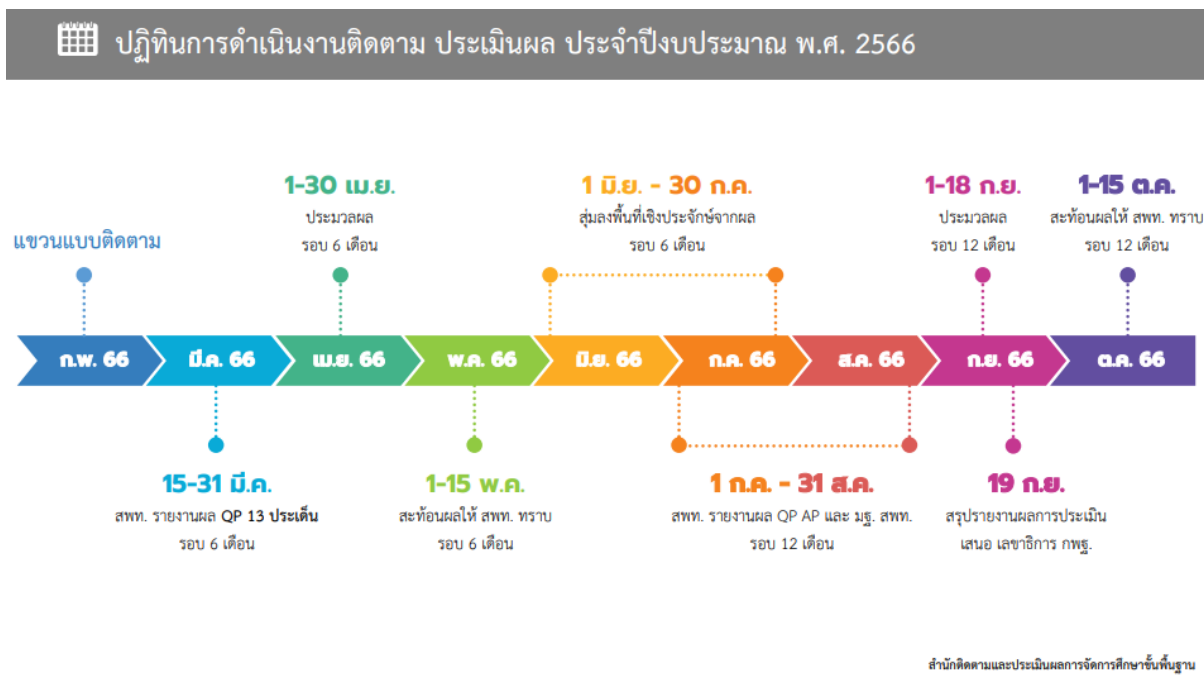 ปฏิทินการดำเนินงานติดตาม ประเมินผล ประจำปีงบประมาณ พ.ศ. 2566
แขวนแบบติดตาม
1-30 เม.ย.
ประมวลผล
รอบ 6 เดือน
1 มิ.ย. - 30 ก.ค.
สุ่มลงพื้นที่เชิงประจักษ์จากผล
รอบ 6 เดือน
1-18 ก.ย.
ประมวลผล
รอบ 12 เดือน
1-15 ต.ค.
สะท้อนผลให้ สพท. ทราบ
รอบ 12 เดือน
ก.พ. 66
มี.ค. 66
เม.ย. 66
พ.ค. 66
มิ.ย. 66
ก.ค. 66
ส.ค. 66
ก.ย. 66
ต.ค. 66
15-31 มี.ค.
สพท. รายงานผล QP 13 ประเด็น
รอบ 6 เดือน
1-15 พ.ค.
สะท้อนผลให้ สพท. ทราบ
รอบ 6 เดือน
1 ก.ค. - 31 ส.ค.
สพท. รายงานผล QP AP และ มฐ. สพท.
รอบ 12 เดือน
19 ก.ย.
สรุปรายงานผลการประเมิน
เสนอ เลขาธิการ กพฐ.
สำนักติดตามและประเมินผลการจัดการศึกษาขั้นพื้นฐาน